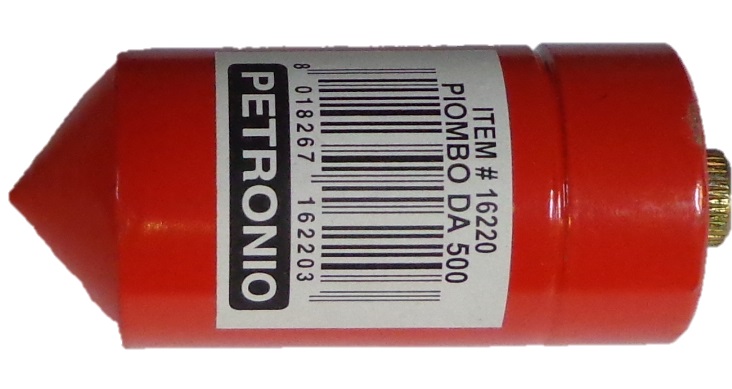 ITEM # 16220
PIOMBO DA 500
8 018267 162203
PETRONIO